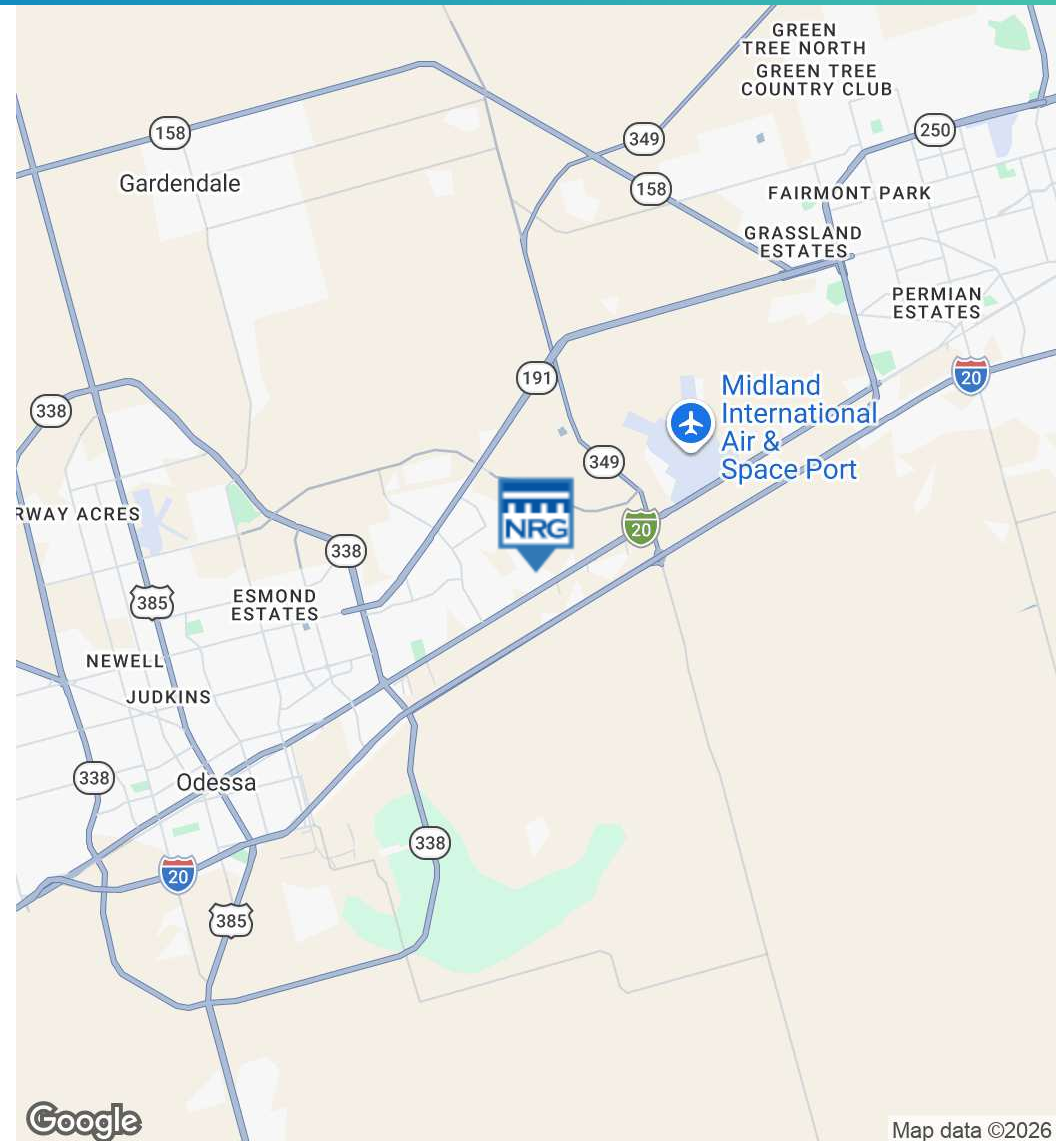 GREEN
TREE NORTH
GREEN TREE
COUNTRY CLUB
158
349
250
Gardendale
158
FAIRMONT PARK
GRASSLAND
ESTATES
PERMIAN
ESTATES
191
20
338
Midland
International
Air &
Space Port
349
RWAY ACRES
NRG
20
338
385
ESMOND
ESTATES
NEWELL
JUDKINS
338
Odessa
338
20
385
Google
Map data ©2026